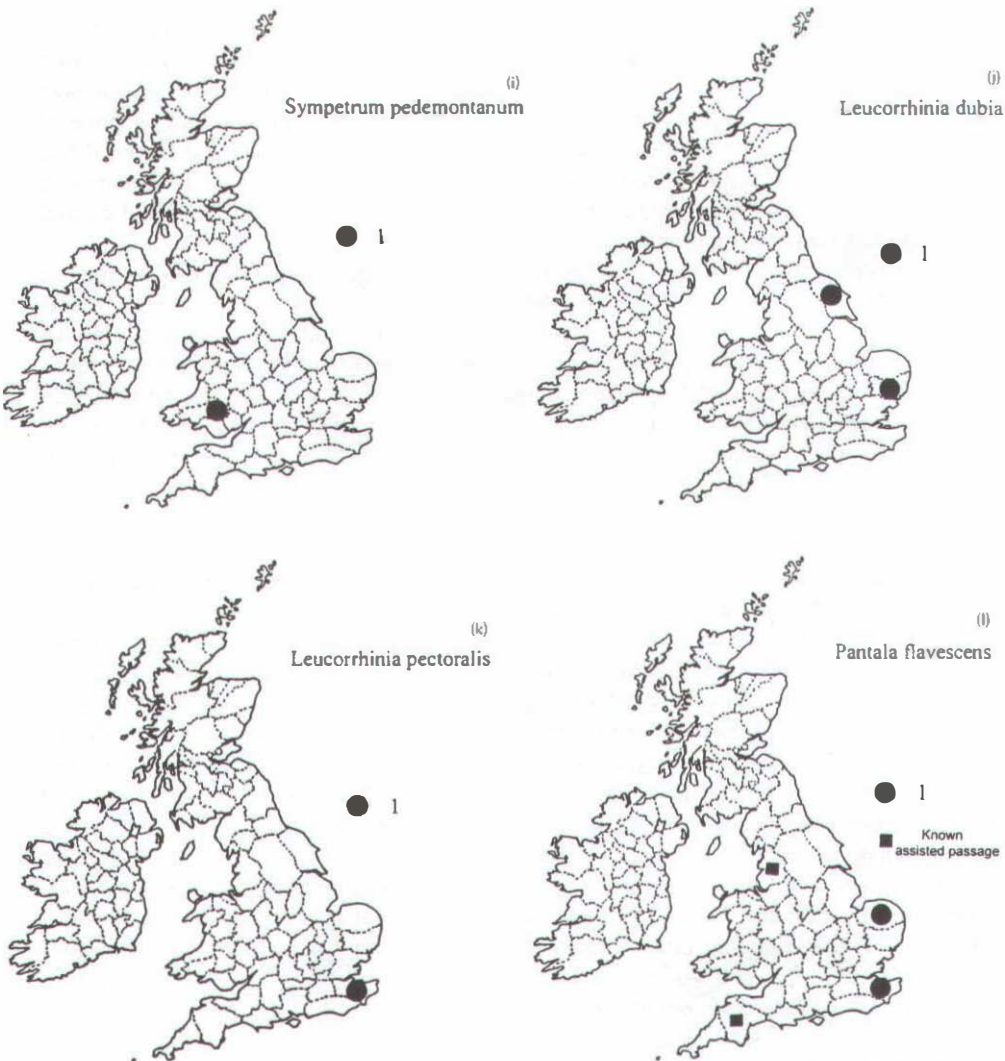 (i)
Sympetrum pedemontanum
1
(j)
Leucorrhinia dubia
1
(k)
Leucorrhinia pectoralis
1
(l)
Pantala flavescens
1
Known
assisted passage